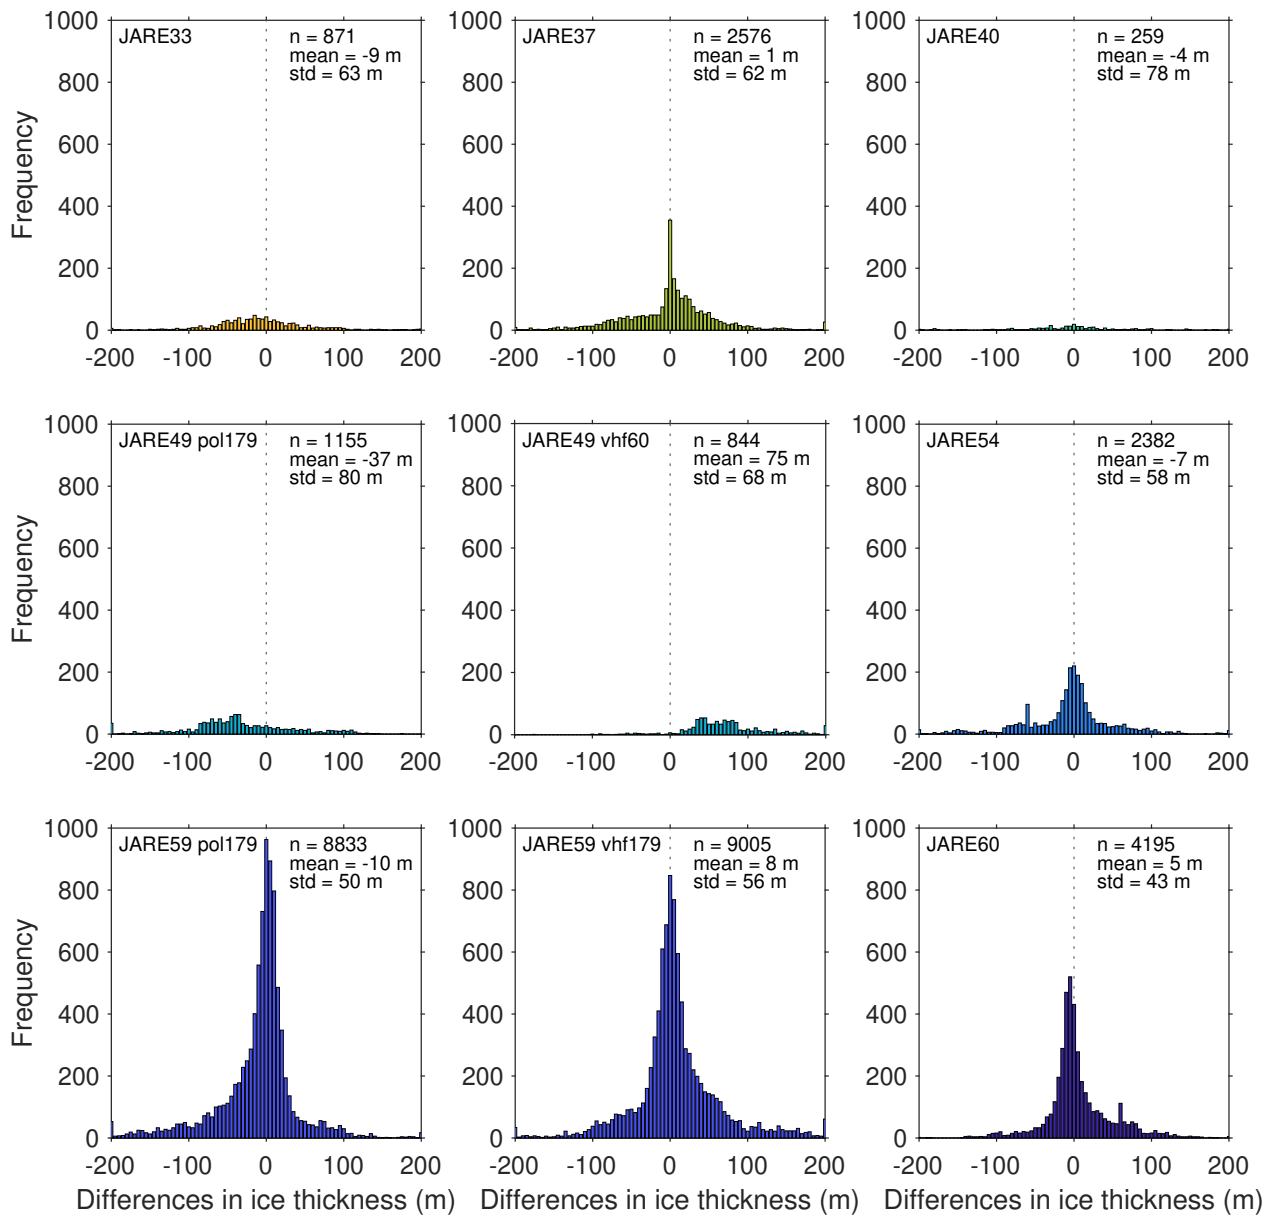 JARE33
n = 871
mean = -9 m
std = 63 m
1000
800
600
400
200
0
-200
-100
0
100
200
Frequency
JARE37
n = 2576
mean = 1 m
std = 62 m
1000
800
600
400
200
0
-200
-100
0
100
200
JARE40
n = 259
mean = -4 m
std = 78 m
1000
800
600
400
200
0
-200
-100
0
100
200
JARE49 pol179
n = 1155
mean = -37 m
std = 80 m
1000
800
600
400
200
0
-200
-100
0
100
200
Frequency
JARE49 vhf60
n = 844
mean = 75 m
std = 68 m
1000
800
600
400
200
0
-200
-100
0
100
200
JARE54
n = 2382
mean = -7 m
std = 58 m
1000
800
600
400
200
0
-200
-100
0
100
200
JARE59 pol179
n = 8833
mean = -10 m
std = 50 m
1000
800
600
400
200
0
-200
-100
0
100
200
Frequency
Differences in ice thickness (m)
JARE59 vhf179
n = 9005
mean = 8 m
std = 56 m
1000
800
600
400
200
0
-200
-100
0
100
200
Differences in ice thickness (m)
JARE60
n = 4195
mean = 5 m
std = 43 m
1000
800
600
400
200
0
-200
-100
0
100
200
Differences in ice thickness (m)